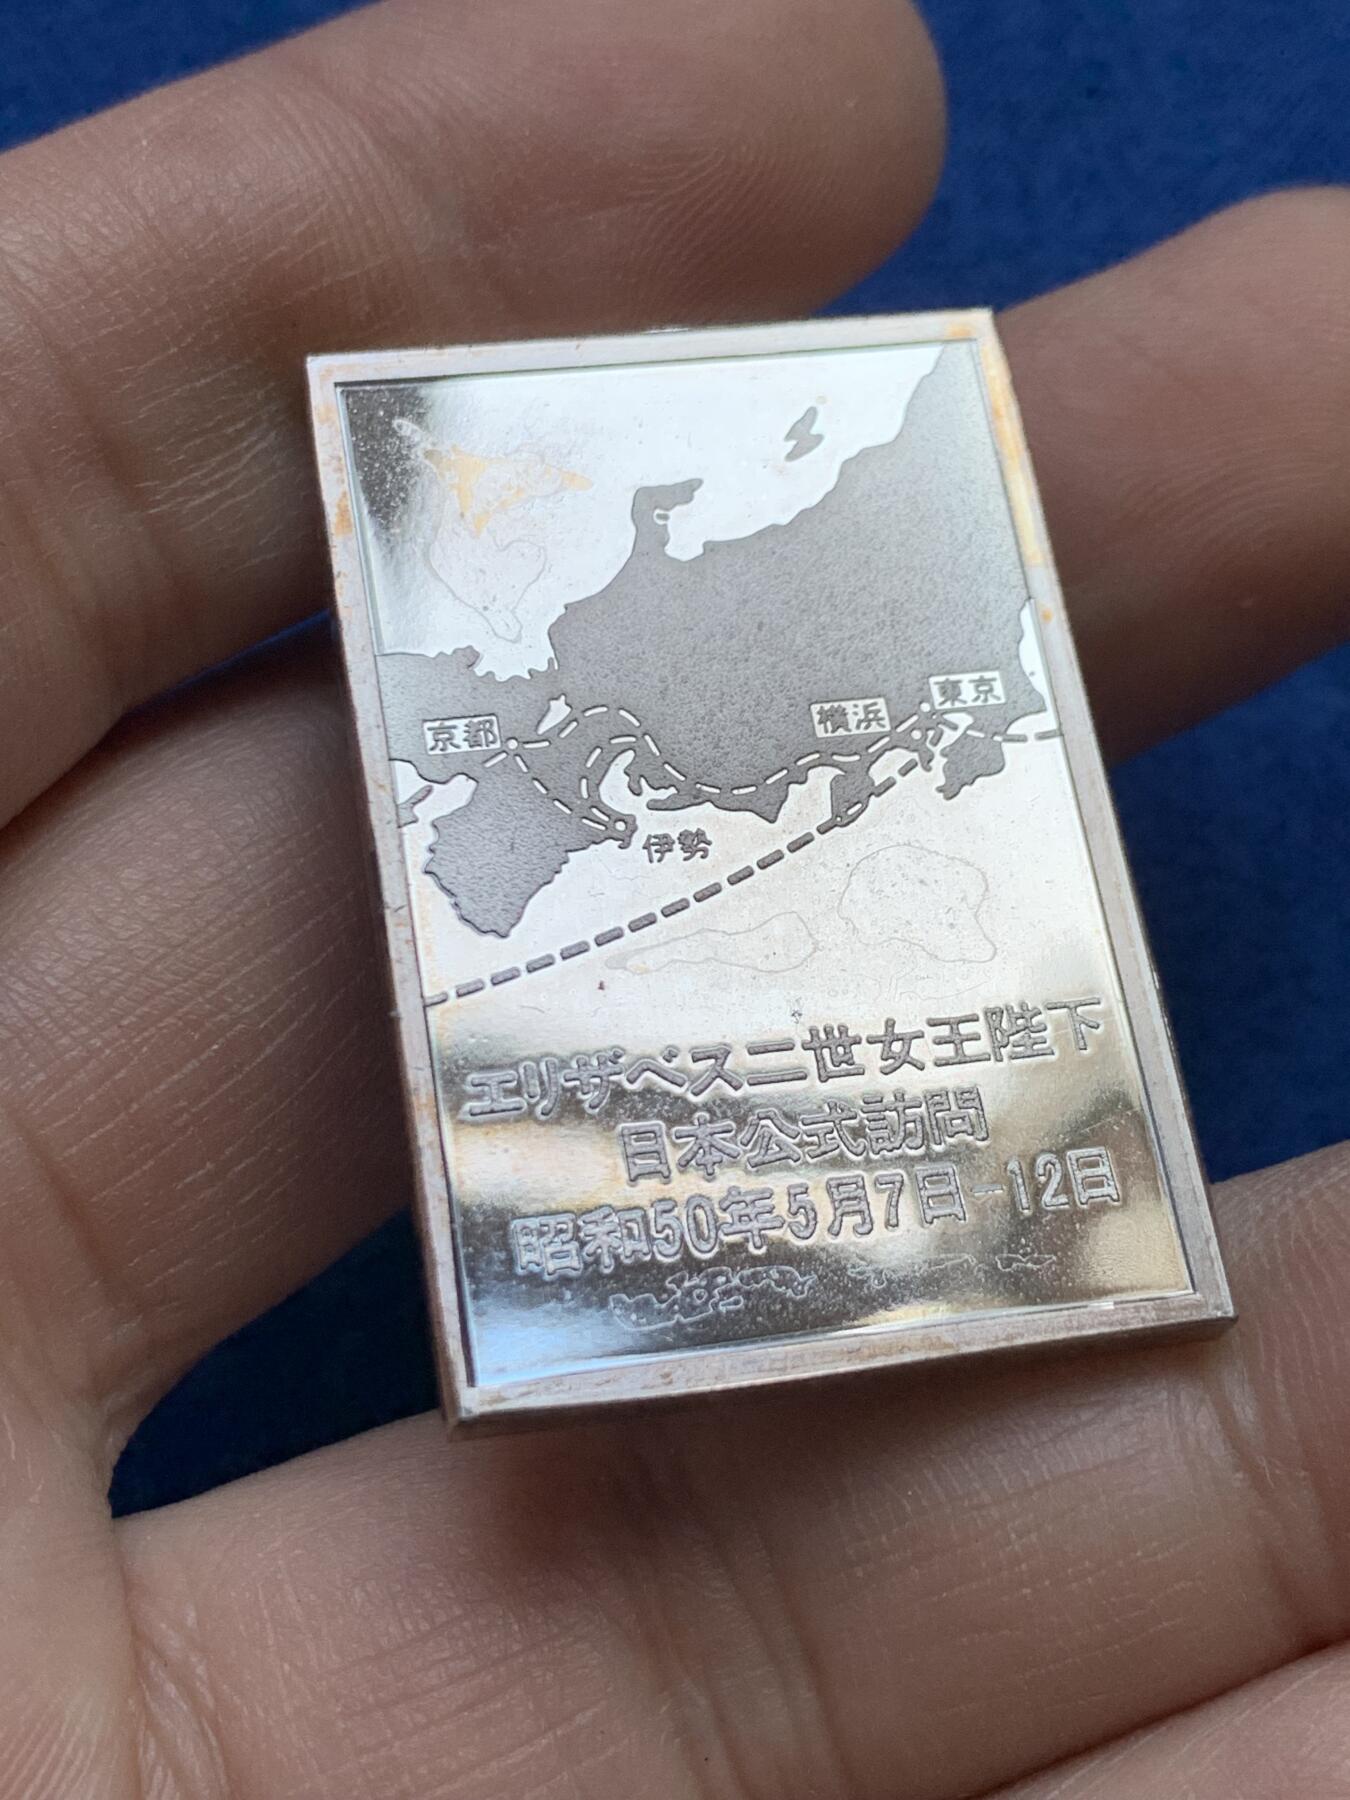 東京
横浜
京都
伊勢
エリザベス二世女王陛下
日本公式訪問
昭和50年5月7日-12日